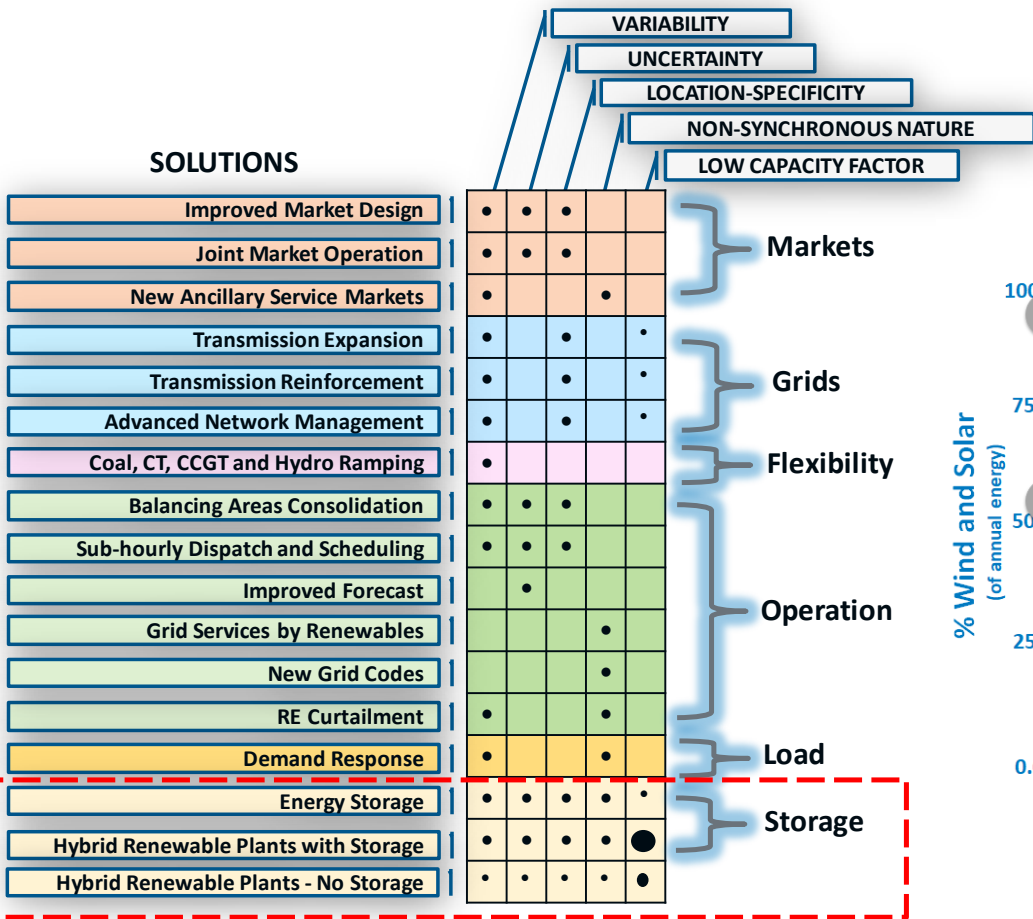 VARIABILITY
UNCERTAINTY
LOCATION-SPECIFICITY
NON-SYNCHRONOUS NATURE
LOW CAPACITY FACTOR
SOLUTIONS
Improved Market Design
Joint Market Operation
New Ancillary Service Markets
Markets
Transmission Expansion
Transmission Reinforcement
Advanced Network Management
Grids
Coal, CT, CCGT and Hydro Ramping
Flexibility
Balancing Areas Consolidation
Sub-hourly Dispatch and Scheduling
Improved Forecast
Grid Services by Renewables
New Grid Codes
RE Curtailment
Operation
Demand Response
Load
Energy Storage
Hybrid Renewable Plants with Storage
Storage
Hybrid Renewable Plants - No Storage
% Wind and Solar
(of annual energy)
100
75
50
25
0.